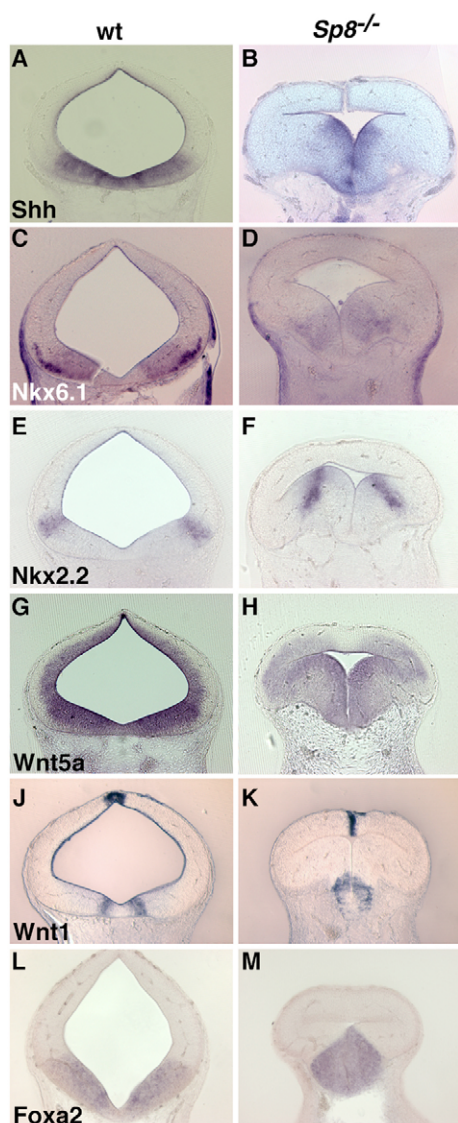 wt Sp8-/-
A B
Shh
C D
Nkx6.1
E F
Nkx2.2
G H
Wnt5a
J K
Wnt1
L M
Foxa2